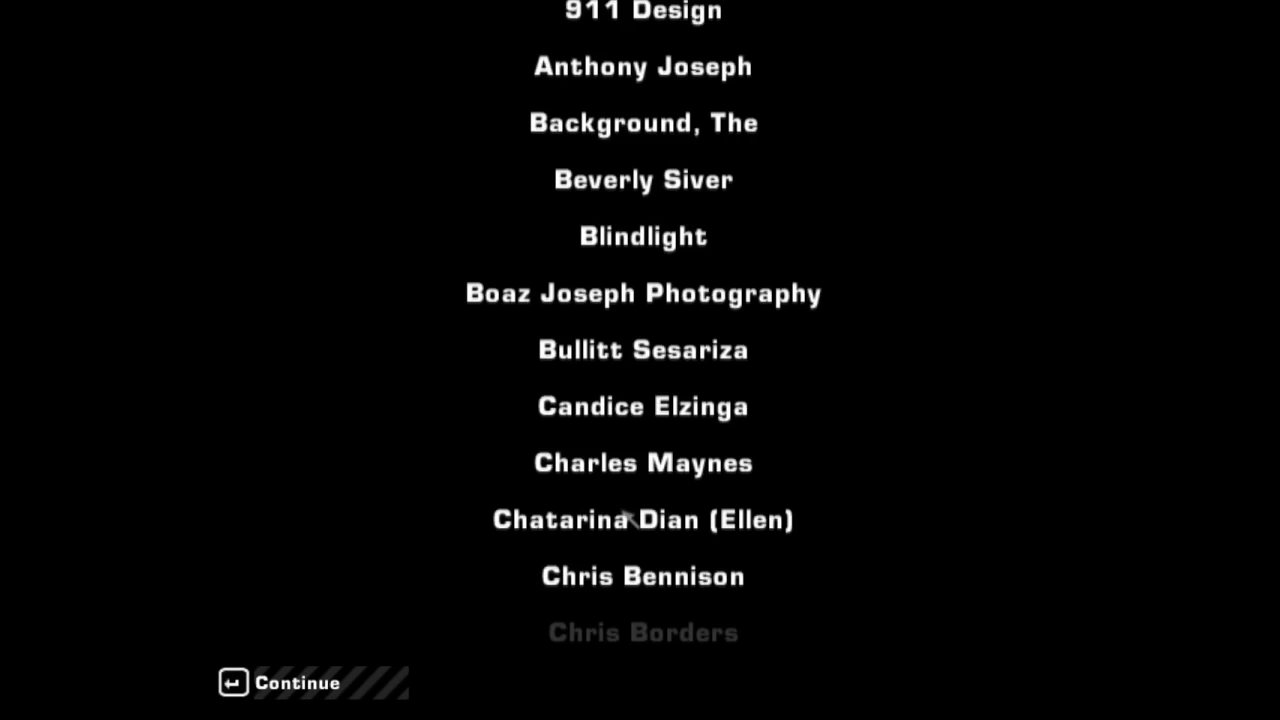 911 Design
Anthony Joseph
Background, The
Beverly Siver
Blindlight
Boaz Joseph Photography
Bullitt Sesariza
Candice Elzinga
Charles Maynes
Chatarina Dian (Ellen)
Chris Bennison
Chris Borders
Continue